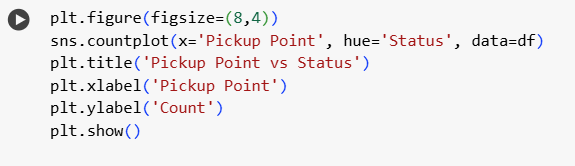 plt.figure(figsize=(8,4))
sns.countplot(x='Pickup Point', hue='Status', data=df)
plt.title('Pickup Point vs Status')
plt.xlabel('Pickup Point')
plt.ylabel('Count')
plt.show()